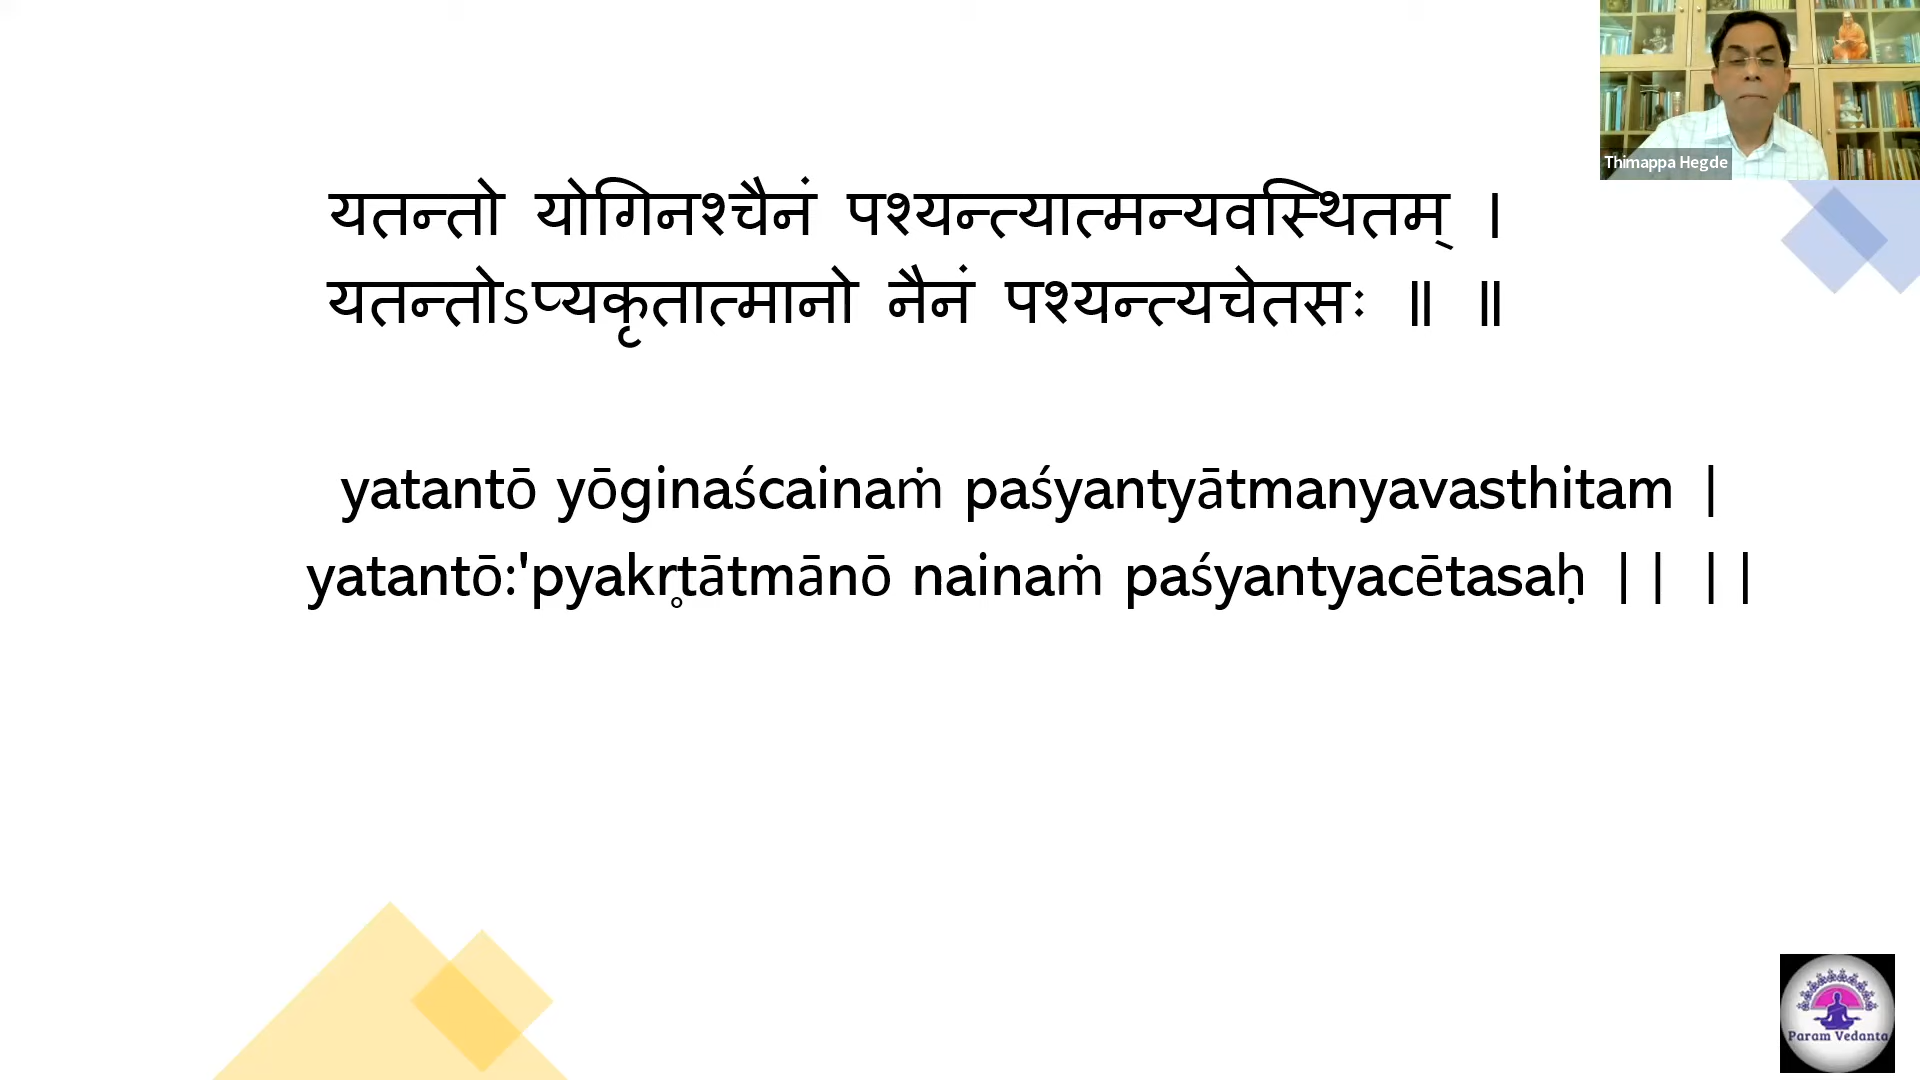 Thimappa Hegde
यतन्तो योगिनश्चैनं पश्यन्त्यात्मन्यवस्थितम् ।
यतन्तोऽप्यकृतात्मानो नैनं पश्यन्त्यचेतसः ॥ ॥
yatantō yōginaścainaṁ paśyantyātmanyavasthitam |
yatantō:'pyakr̥tātmānō nainaṁ paśyantyacētasaḥ || ||
Param Vedanta